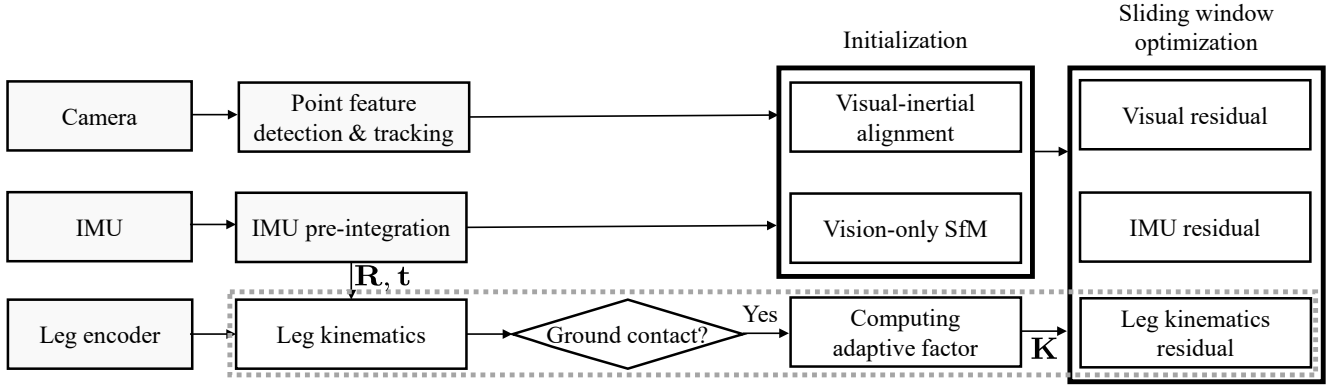 Initialization
Sliding window
optimization
Camera
Point feature
detection & tracking
Visual-inertial
alignment
Visual residual
IMU
IMU pre-integration
Vision-only SfM
IMU residual
R, t
Leg encoder
Leg kinematics
Ground contact?
Yes
Computing
adaptive factor
K
Leg kinematics
residual